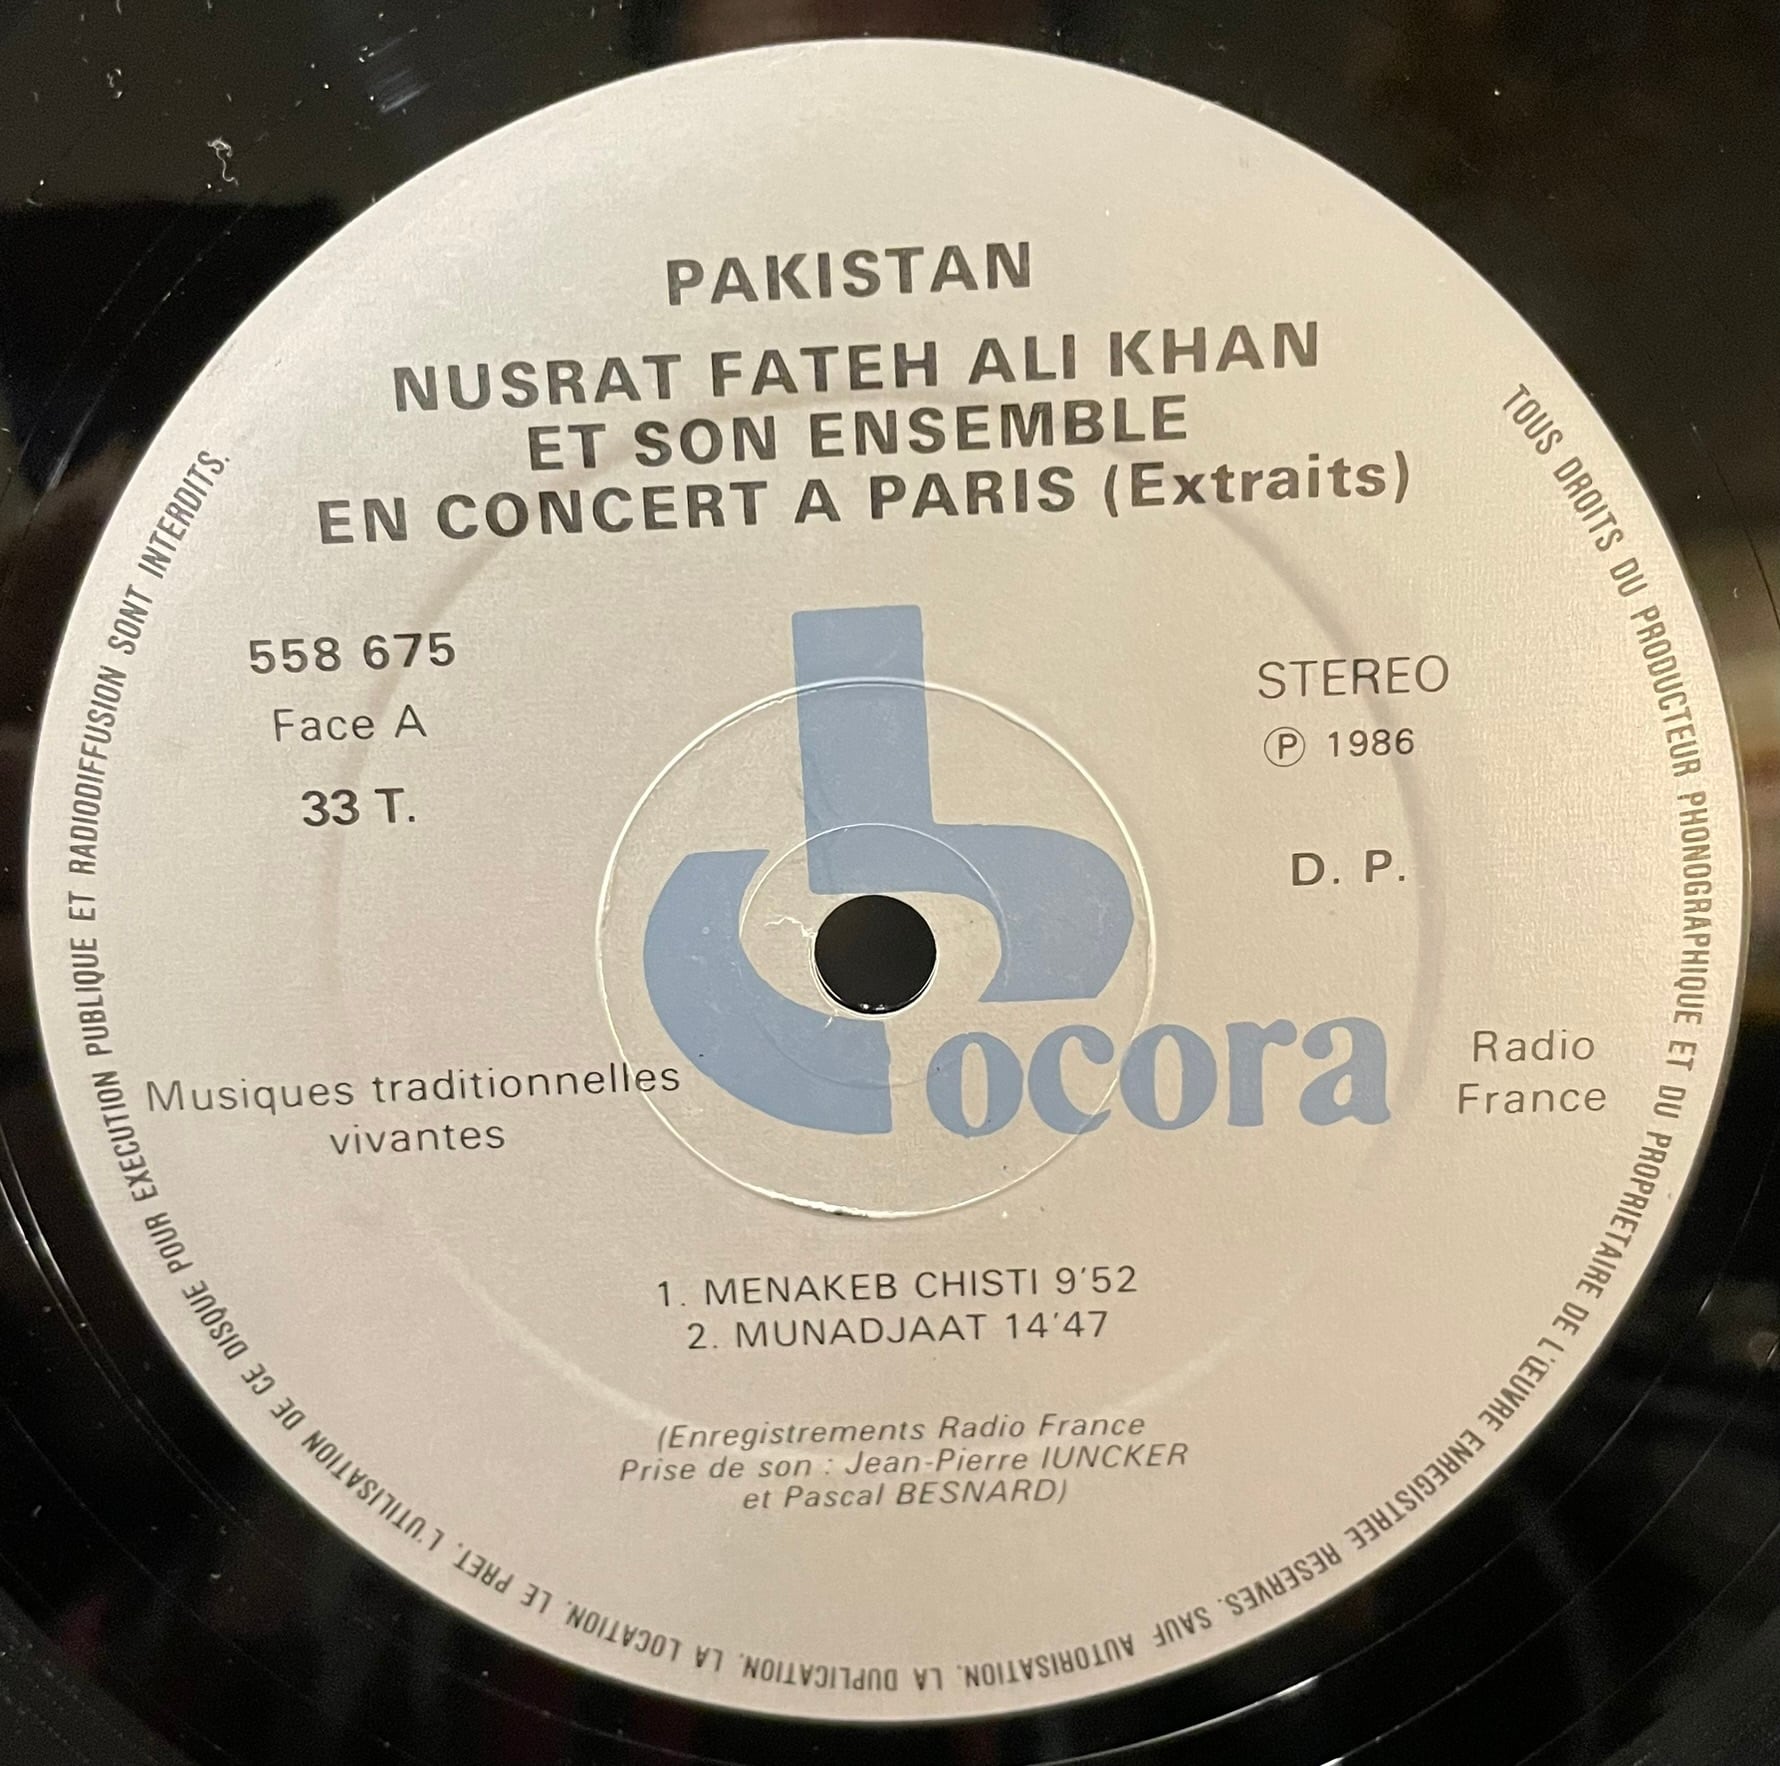 PAKISTAN
NUSRAT FATEH ALI KHAN
ET SON ENSEMBLE
EN CONCERT A PARIS (Extraits)
558 675
Face A
33 T.
STEREO
Ⓟ 1986
D. P.
Musiques traditionnelles
vivantes
ocora
Radio
France
1. MENAKEB CHISTI 9'52
2. MUNADJAAT 14'47
(Enregistrements Radio France
Prise de son : Jean-Pierre IUNCKER
et Pascal BESNARD)
TOUS DROITS DU PRODUCTEUR PHONOGRAPHIQUE ET DU PROPRIETAIRE DE L'ŒUVRE ENREGISTREE RESERVES. SAUF AUTORISATION, LA DUPLICATION, LA LOCATION, LE PRET, L'UTILISATION DE CE DISQUE POUR EXECUTION PUBLIQUE ET RADIODIFFUSION SONT INTERDITS.